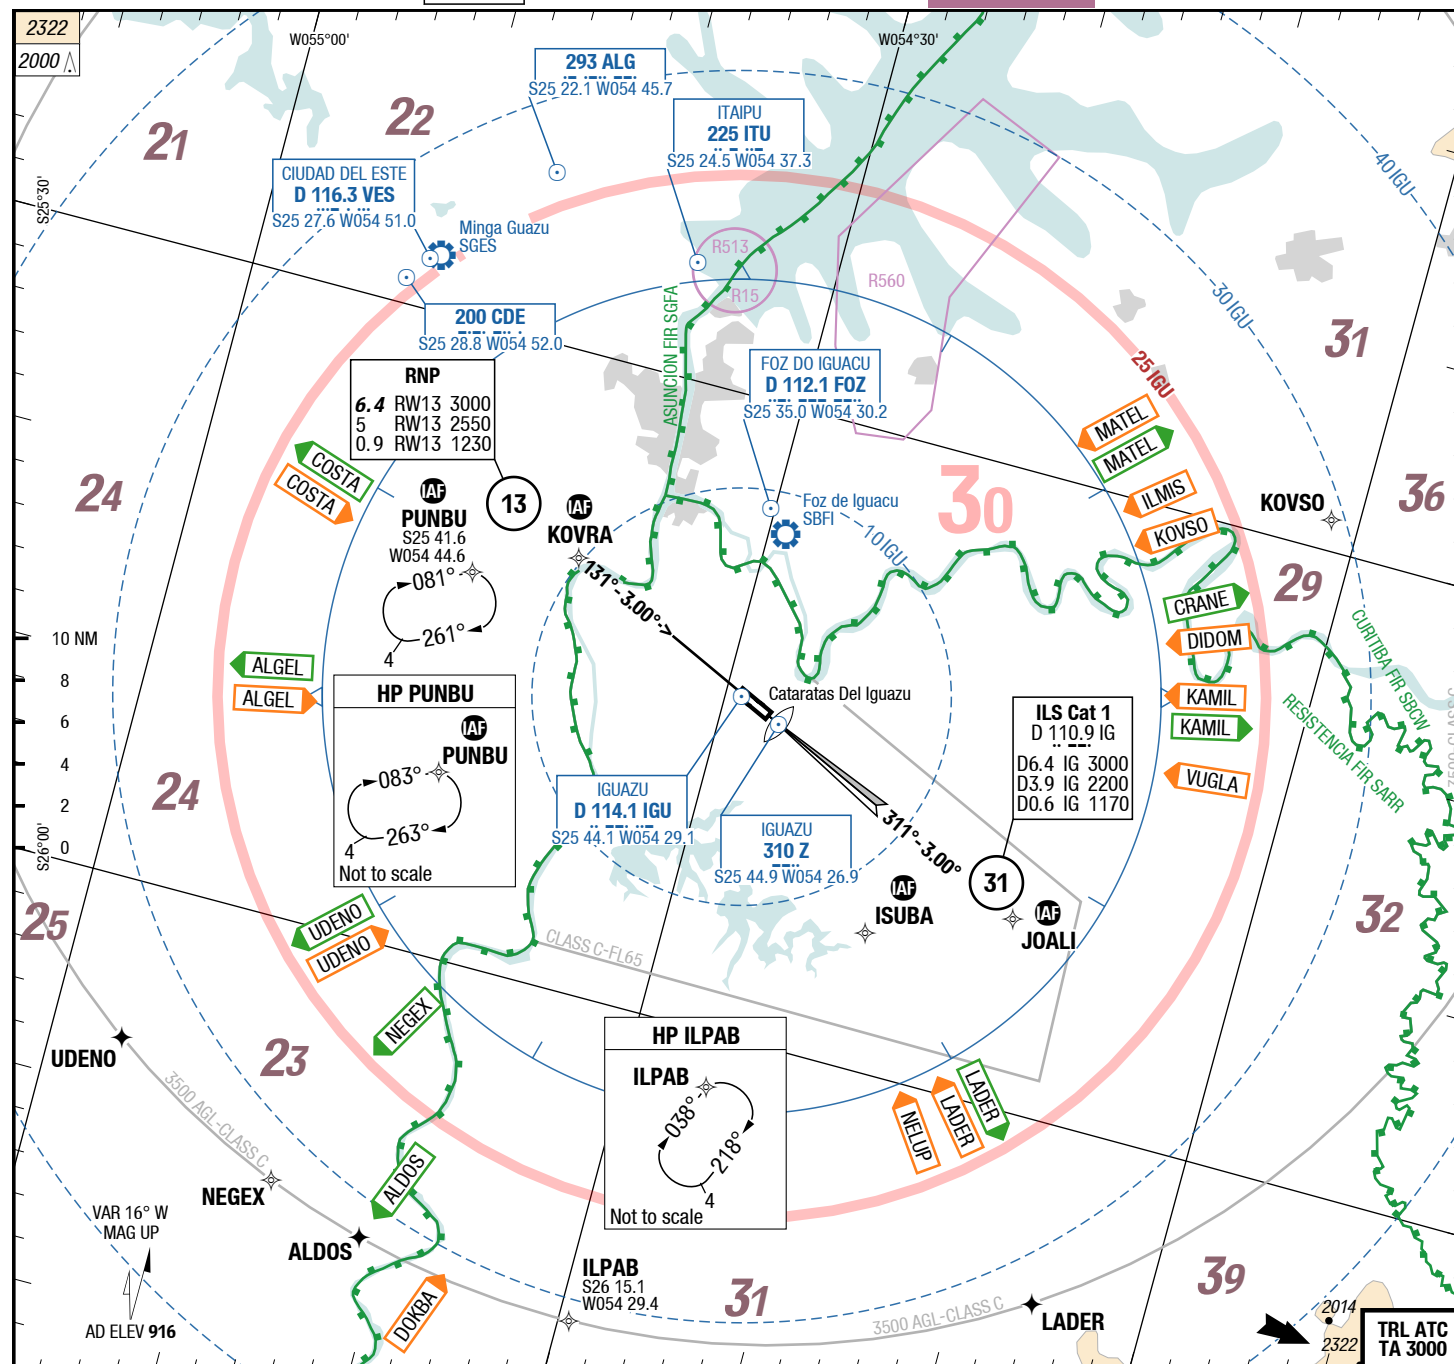 2322
2000
W055°00'
W054°30'
S25°30'
S26°00'
21
22
293 ALG
S25 22.1 W054 45.7
ITAIPU
225 ITU
S25 24.5 W054 37.3
CIUDAD DEL ESTE
D 116.3 VES
S25 27.6 W054 51.0
Minga Guazu
SGES
200 CDE
S25 28.8 W054 52.0
R513
R15
R560
40 IGU
30 IGU
25 IGU
10 IGU
31
ASUNCION FIR SGFA
FOZ DO IGUACU
D 112.1 FOZ
S25 35.0 W054 30.2
RNP
6.4 RW13 3000
5 RW13 2550
0.9 RW13 1230
13
COSTA
COSTA
24
IAF
PUNBU
S25 41.6
W054 44.6
081°
261°
4
IAF
KOVRA
131°-3.00°->
Foz de Iguacu
SBFI
30
MATEL
MATEL
ILMIS
KOVSO
KOVSO
36
29
CRANE
DIDOM
KAMIL
KAMIL
VUGLA
CURITIBA FIR SBCW
RESISTENCIA FIR SARR
3500-CLASS C
10 NM
8
6
4
2
0
ALGEL
ALGEL
HP PUNBU
IAF
PUNBU
083°
263°
4
Not to scale
24
Cataratas Del Iguazu
ILS Cat 1
D 110.9 IG
D6.4 IG 3000
D3.9 IG 2200
D0.6 IG 1170
IGUAZU
D 114.1 IGU
S25 44.1 W054 29.1
IGUAZU
310 Z
S25 44.9 W054 26.9
311°-3.00°
31
IAF
ISUBA
IAF
JOALI
32
25
UDENO
UDENO
CLASS C-FL65
NEGEX
UDENO
23
HP ILPAB
ILPAB
038°
218°
4
Not to scale
LADER
LADER
NELUP
3500 AGL-CLASS C
NEGEX
ALDOS
VAR 16° W
MAG UP
ALDOS
AD ELEV 916
DOKBA
ILPAB
S26 15.1
W054 29.4
31
3500 AGL-CLASS C
LADER
39
2014
2322
TRL ATC
TA 3000